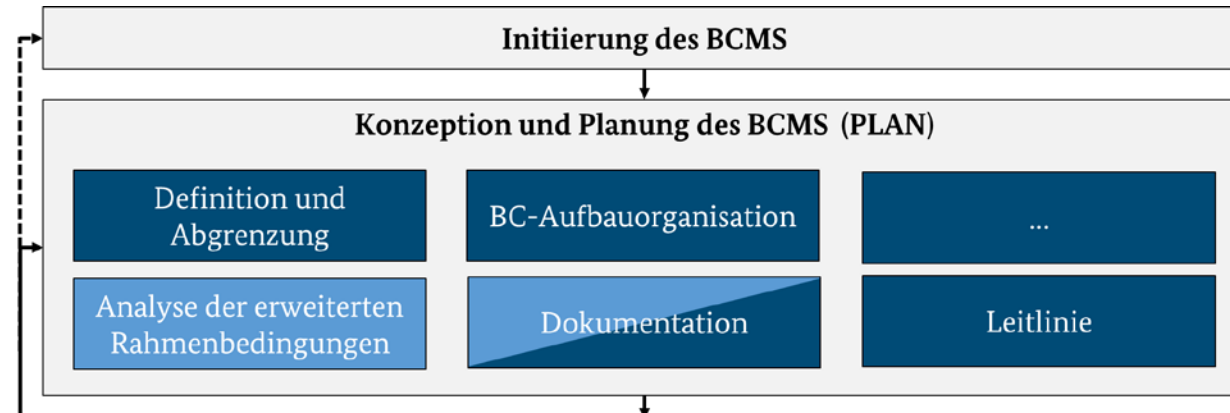 Initiierung des BCMS
Konzeption und Planung des BCMS (PLAN)
Definition und
Abgrenzung
BC-Aufbauorganisation
...
Analyse der erweiterten
Rahmenbedingungen
Dokumentation
Leitlinie